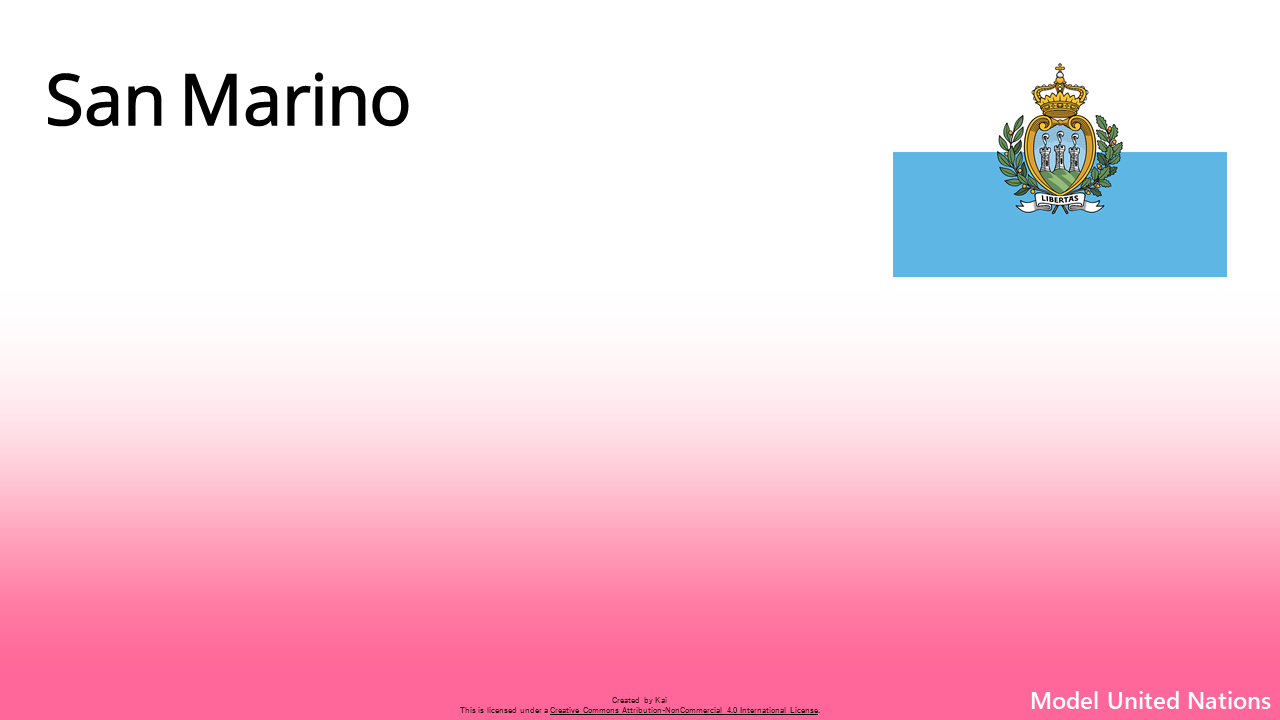 San Marino
LIBERTAS
Created by Kai
This is licensed under a Creative Commons Attribution-NonCommercial 4.0 International License.
Model United Nations